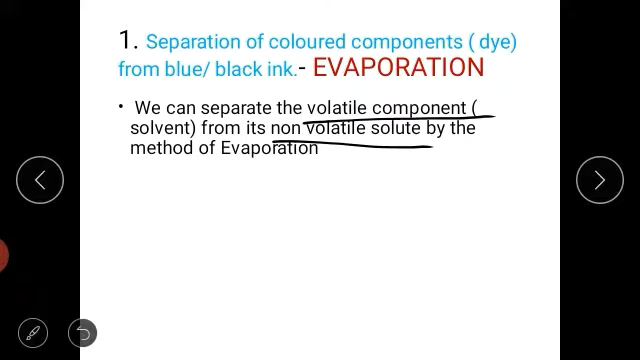 1. Separation of coloured components ( dye)
from blue/ black ink.- EVAPORATION
• We can separate the volatile component (
solvent) from its non volatile solute by the
method of Evaporation